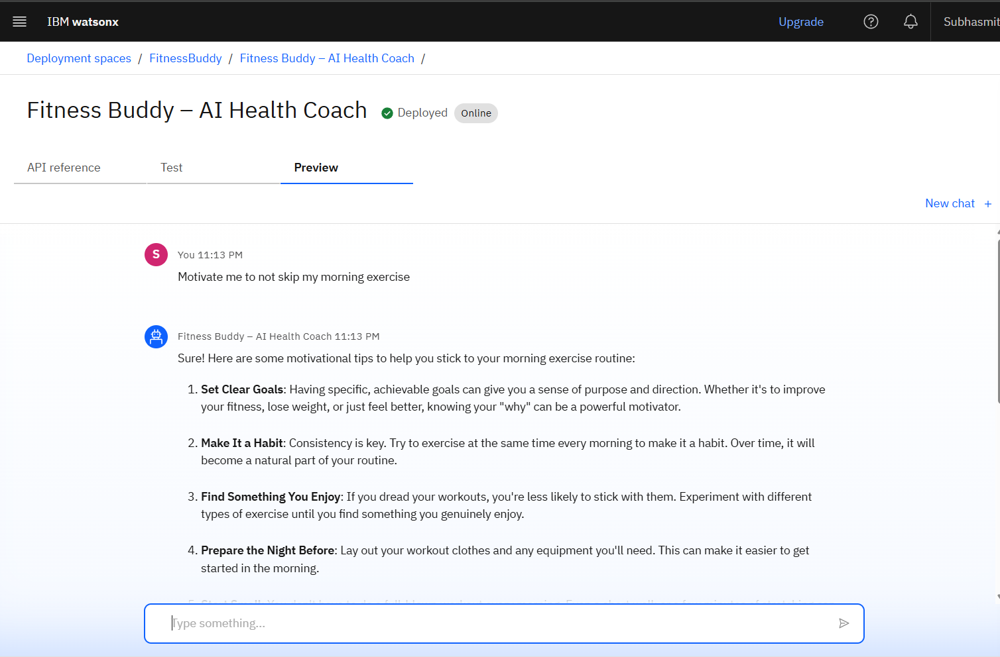 IBM watsonx
Upgrade
Subhasmit
Deployment spaces / FitnessBuddy / Fitness Buddy – AI Health Coach /
Fitness Buddy – AI Health Coach
Deployed
Online
API reference
Test
Preview
New chat +
S
You 11:13 PM
Motivate me to not skip my morning exercise
Fitness Buddy – AI Health Coach 11:13 PM
Sure! Here are some motivational tips to help you stick to your morning exercise routine:
1. Set Clear Goals: Having specific, achievable goals can give you a sense of purpose and direction. Whether it's to improve
your fitness, lose weight, or just feel better, knowing your "why" can be a powerful motivator.
2. Make It a Habit: Consistency is key. Try to exercise at the same time every morning to make it a habit. Over time, it will
become a natural part of your routine.
3. Find Something You Enjoy: If you dread your workouts, you're less likely to stick with them. Experiment with different
types of exercise until you find something you genuinely enjoy.
4. Prepare the Night Before: Lay out your workout clothes and any equipment you'll need. This can make it easier to get
started in the morning.
Type something...